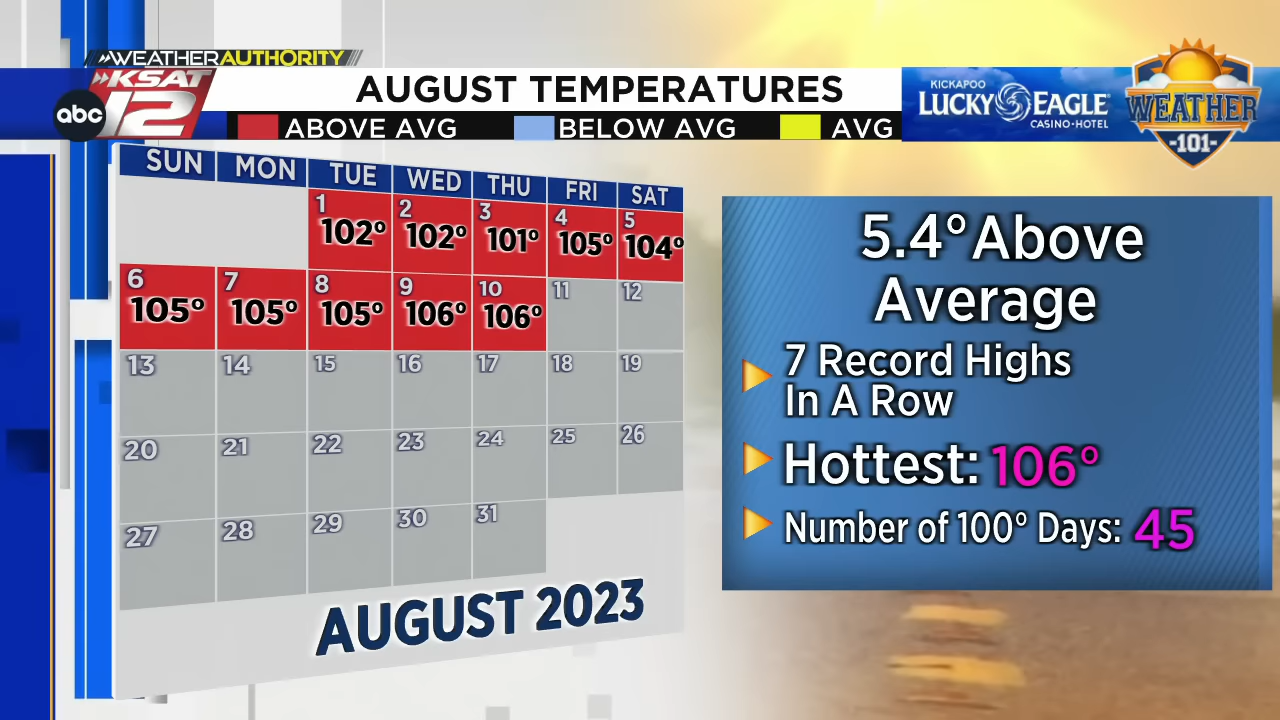 WEATHERAUTHORITY
KSAT
abc 12
AUGUST TEMPERATURES
KICKAPOO
LUCKY EAGLE
CASINO·HOTEL
WEATHER
-101-
ABOVE AVG BELOW AVG AVG
SUN MON TUE WED THU FRI SAT
1 2 3 4 5
102° 102° 101° 105° 104°
6 7 8 9 10 11 12
105° 105° 105° 106° 106°
13 14 15 16 17 18 19
20 21 22 23 24 25 26
27 28 29 30 31
AUGUST 2023
5.4° Above
Average
7 Record Highs
In A Row
Hottest: 106°
Number of 100° Days: 45